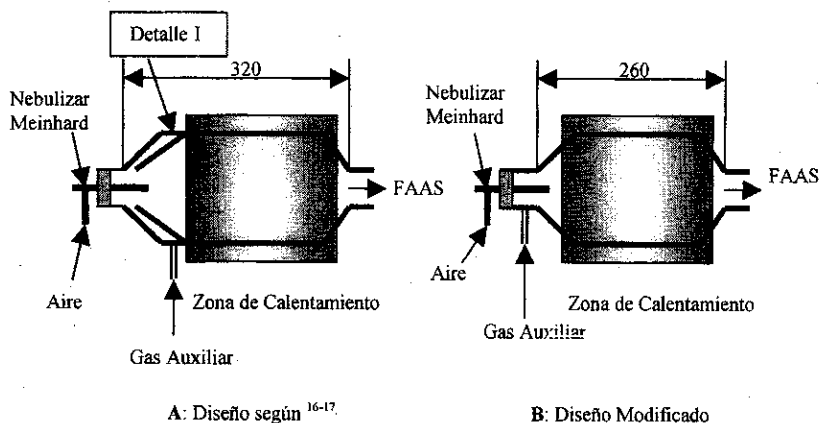 Detalle I
320
Nebulizar
Meinhard
FAAS
Aire
Zona de Calentamiento
Gas Auxiliar
A: Diseño según 16-17
260
Nebulizar
Meinhard
FAAS
Aire
Zona de Calentamiento
Gas Auxiliar
B: Diseño Modificado